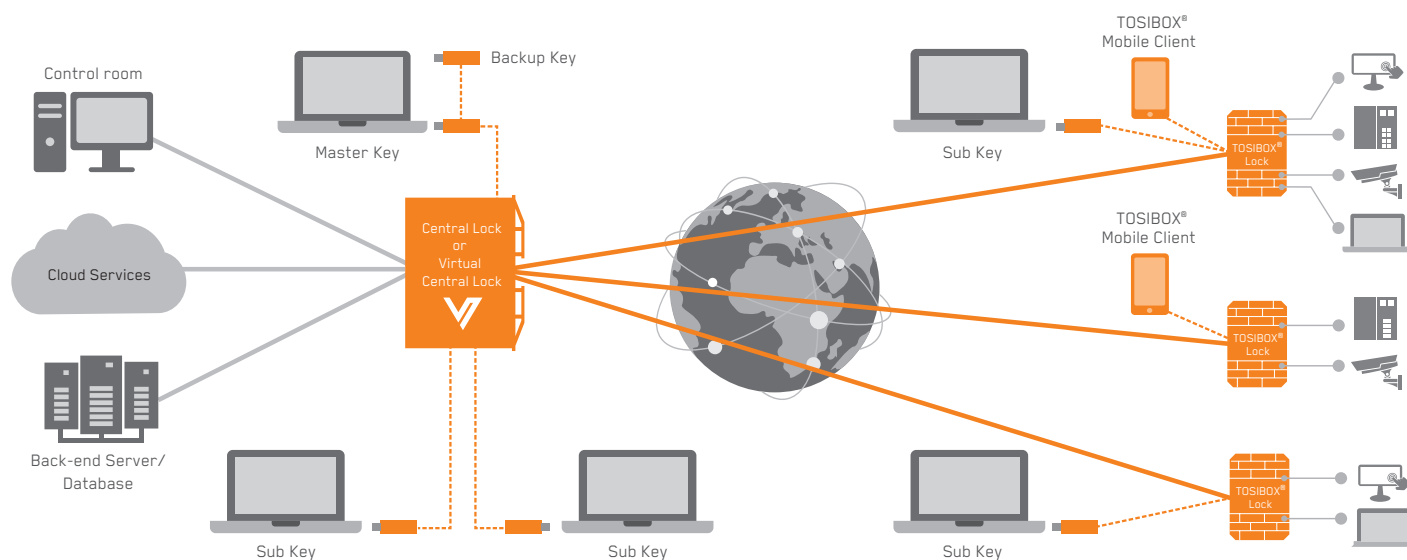 Control room
Cloud Services
Back-end Server/
Database
Master Key
Backup Key
Central Lock
or
Virtual
Central Lock
Sub Key
Sub Key
Sub Key
TOSIBOX®
Mobile Client
TOSIBOX®
Lock
TOSIBOX®
Mobile Client
TOSIBOX®
Lock
Sub Key
TOSIBOX®
Lock